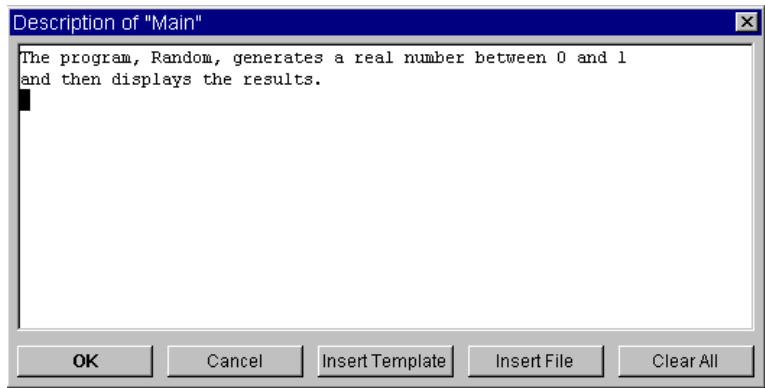 Description of "Main"
The program, Random, generates a real number between 0 and 1
and then displays the results.
OK Cancel Insert Template Insert File Clear All